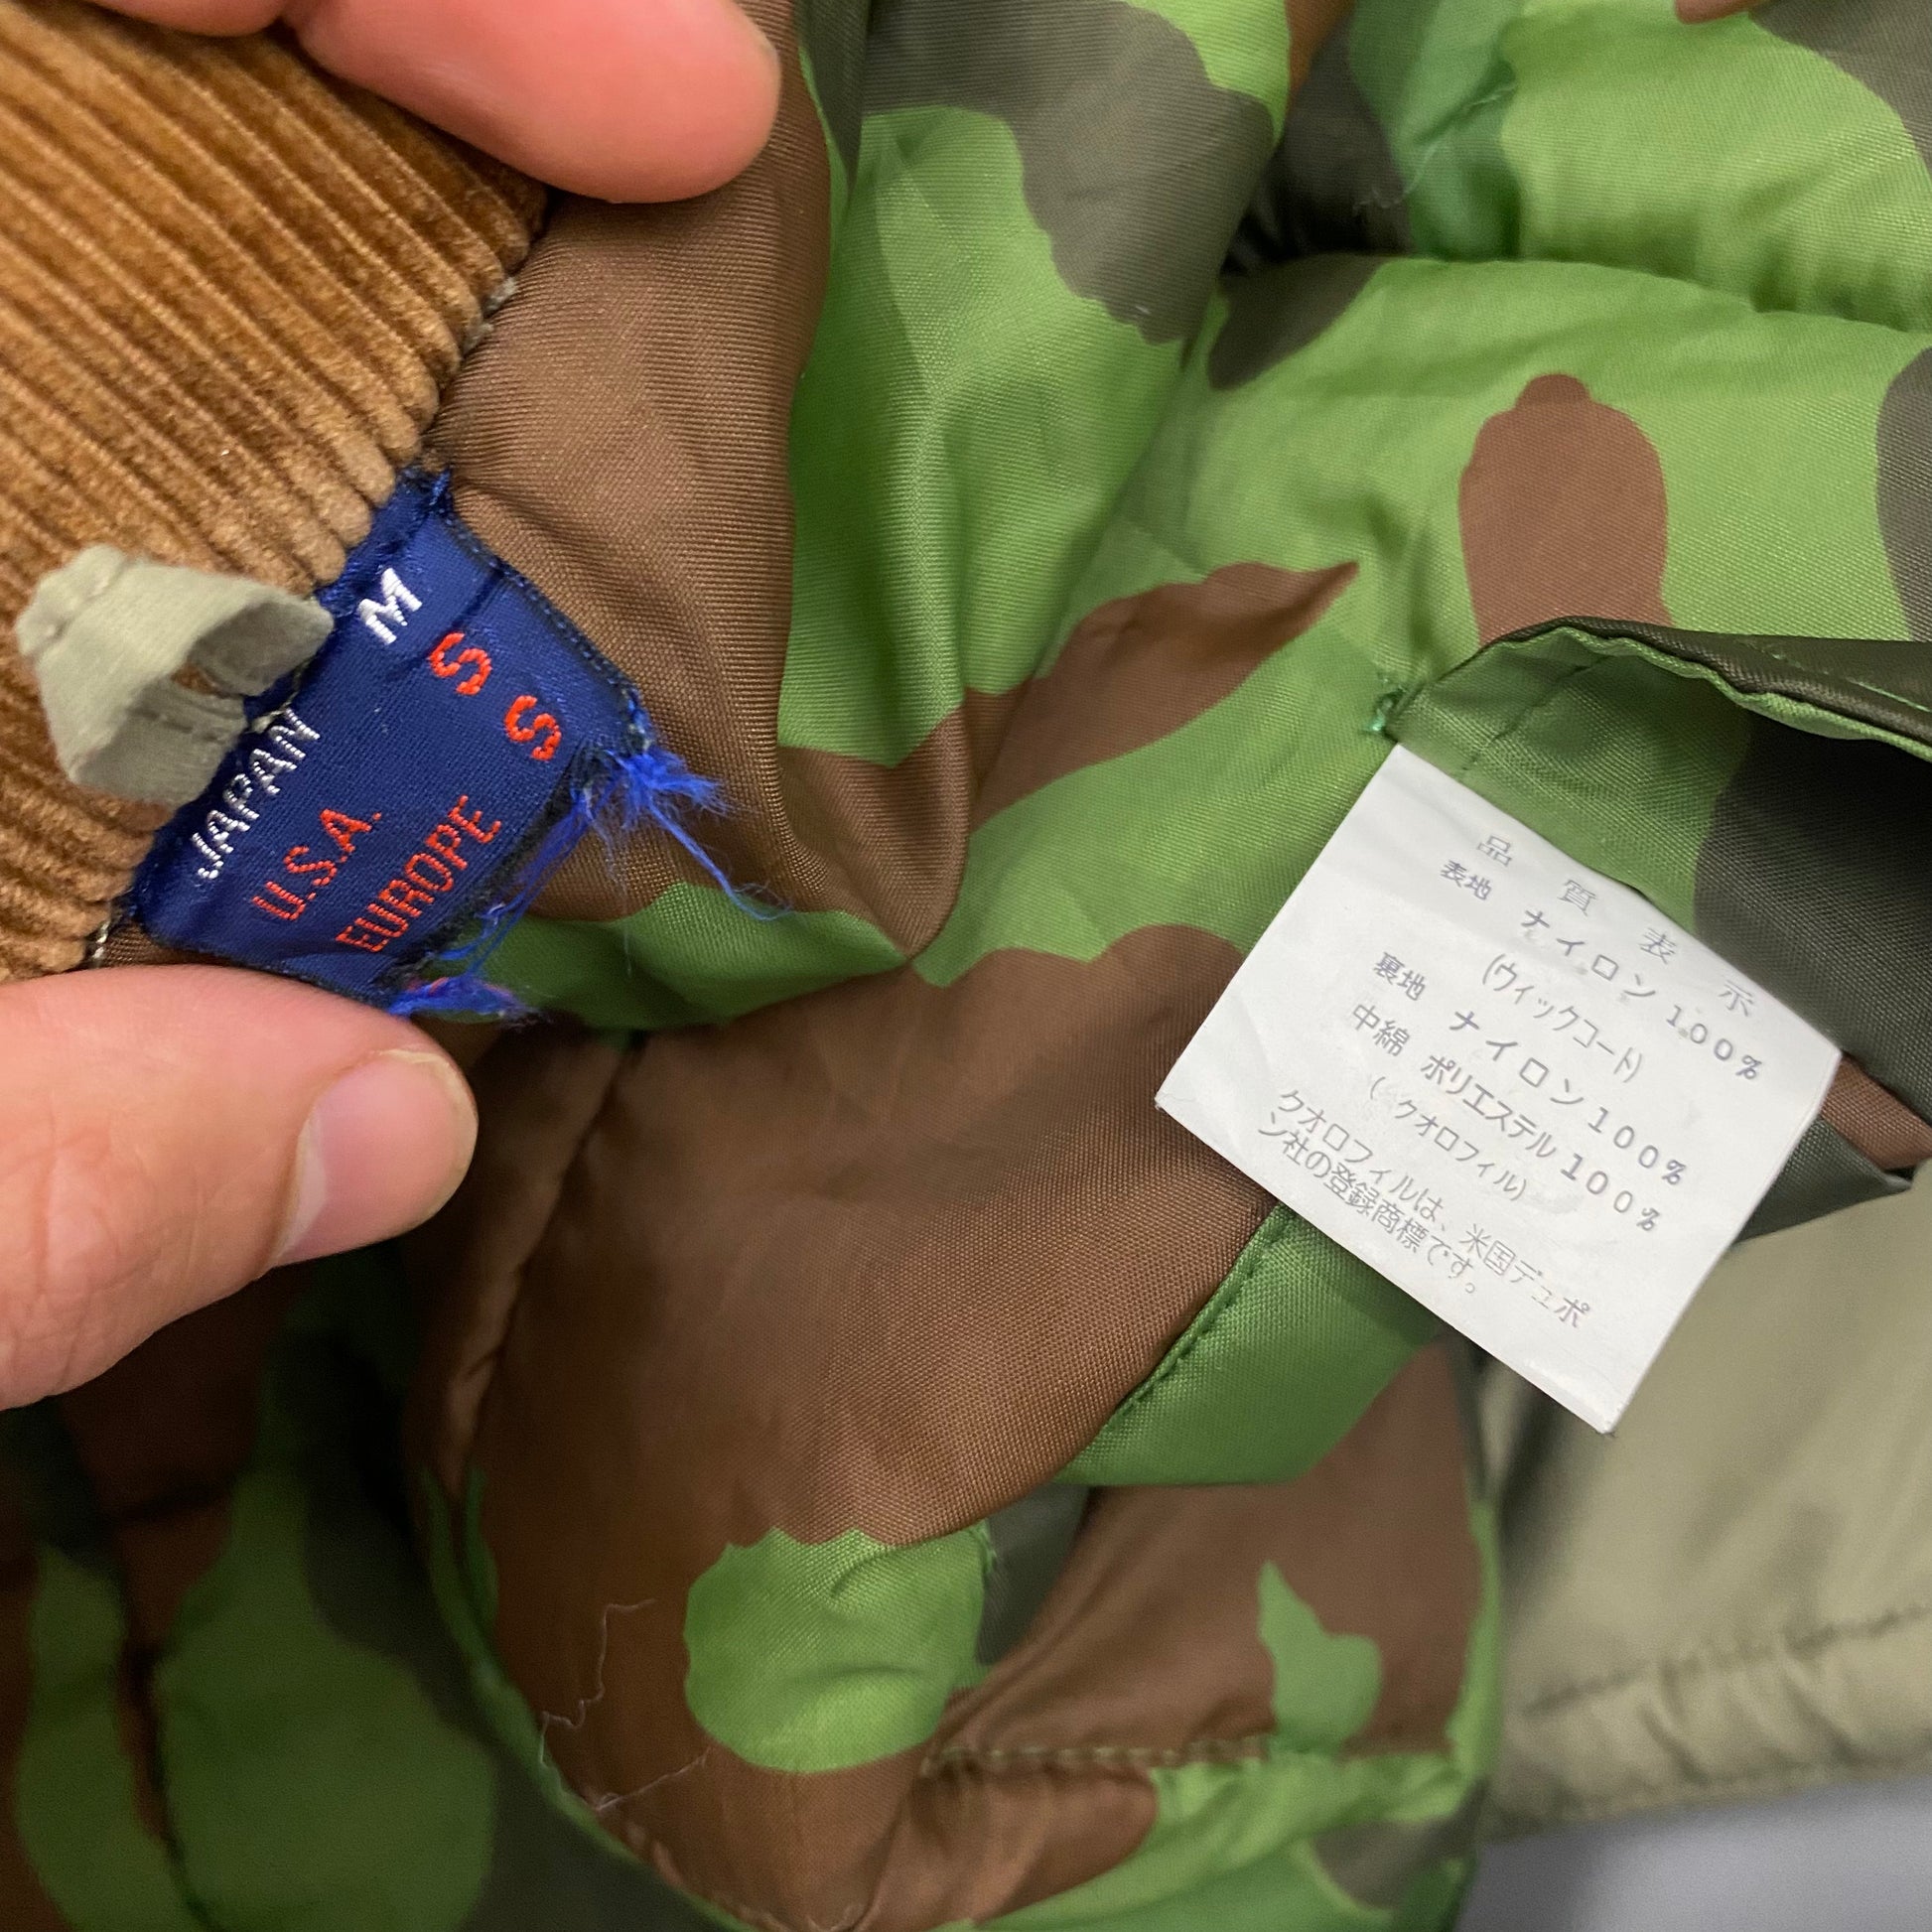 JAPAN M
U.S.A. S
EUROPE S
品質表示
表地 ナイロン100%
(ウィックコート)
裏地 ナイロン100%
中綿 ポリエステル100%
(クオロフィル)
クオロフィルは、米国デュポ
ン社の登録商標です。